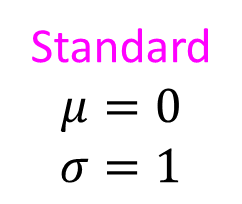 Standard
μ = 0
σ = 1